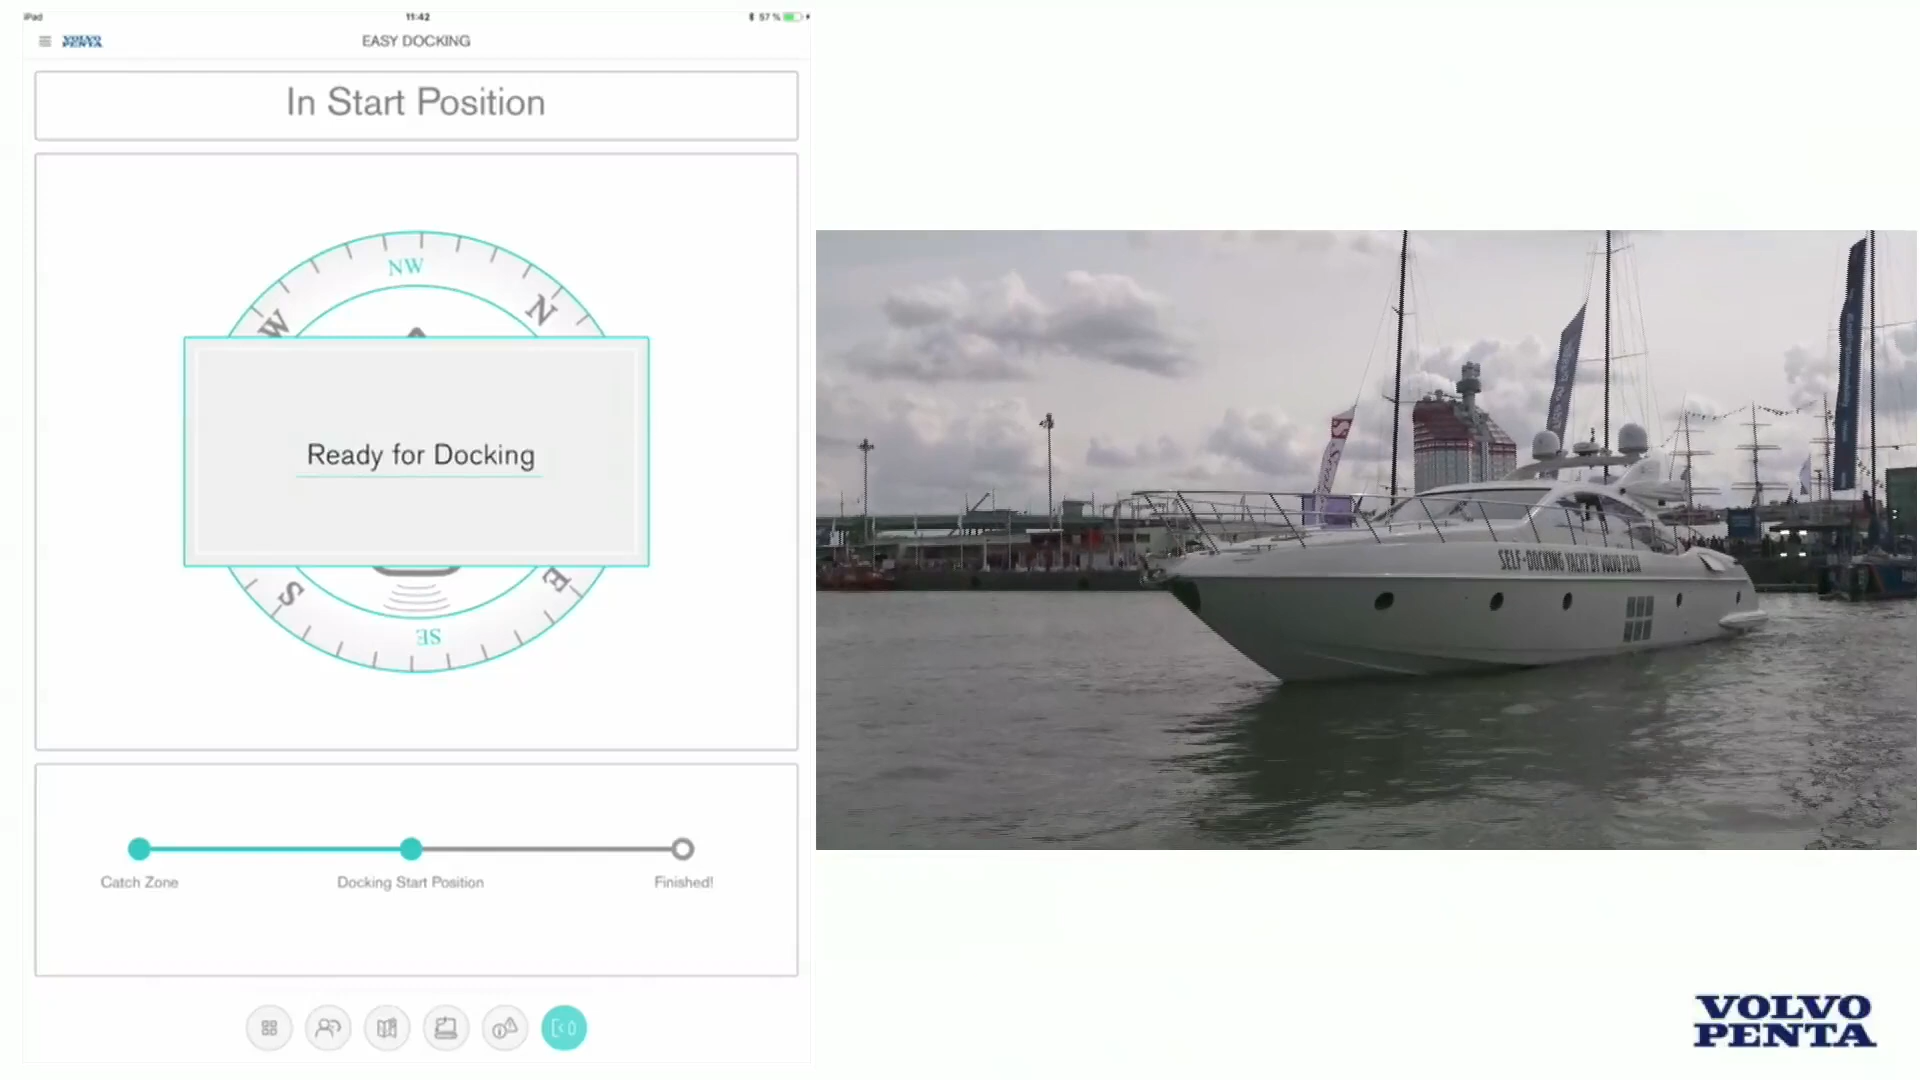 iPad 11:42 57 %
VOLVO
PENTA
EASY DOCKING
In Start Position
NW
W
N
Ready for Docking
S
E
SE
Catch Zone
Docking Start Position
Finished!
SELF-DOCKING YACHT BY VOLVO PENTA
VOLVO
PENTA